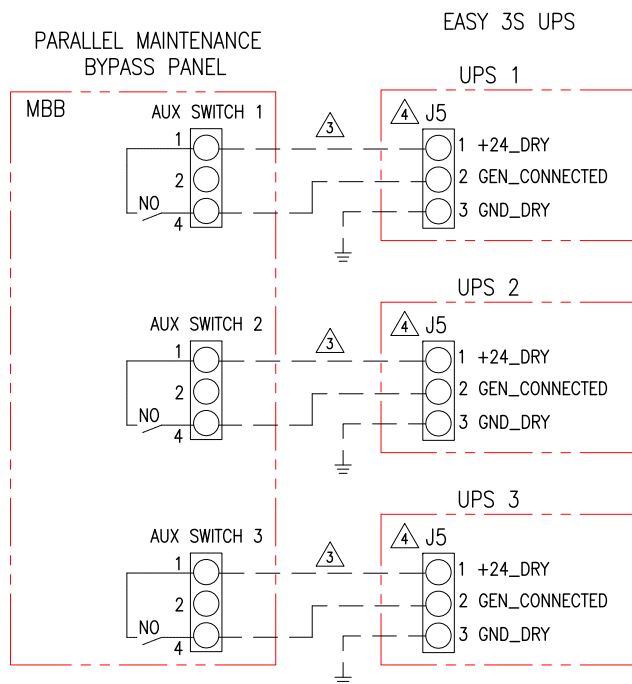 EASY 3S UPS
PARALLEL MAINTENANCE
BYPASS PANEL
UPS 1
MBB
AUX SWITCH 1
1
2
NO
4
3
4 J5
1 +24_DRY
2 GEN_CONNECTED
3 GND_DRY
UPS 2
AUX SWITCH 2
1
2
NO
4
3
4 J5
1 +24_DRY
2 GEN_CONNECTED
3 GND_DRY
UPS 3
AUX SWITCH 3
1
2
NO
4
3
4 J5
1 +24_DRY
2 GEN_CONNECTED
3 GND_DRY